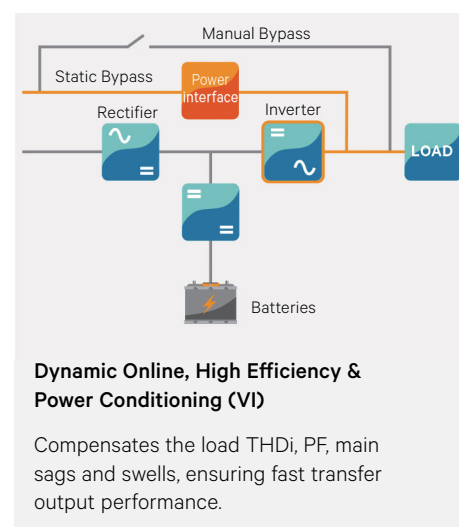 Manual Bypass
Static Bypass
Power
interface
Rectifier
Inverter
LOAD
Batteries
Dynamic Online, High Efficiency &
Power Conditioning (VI)
Compensates the load THDi, PF, main
sags and swells, ensuring fast transfer
output performance.